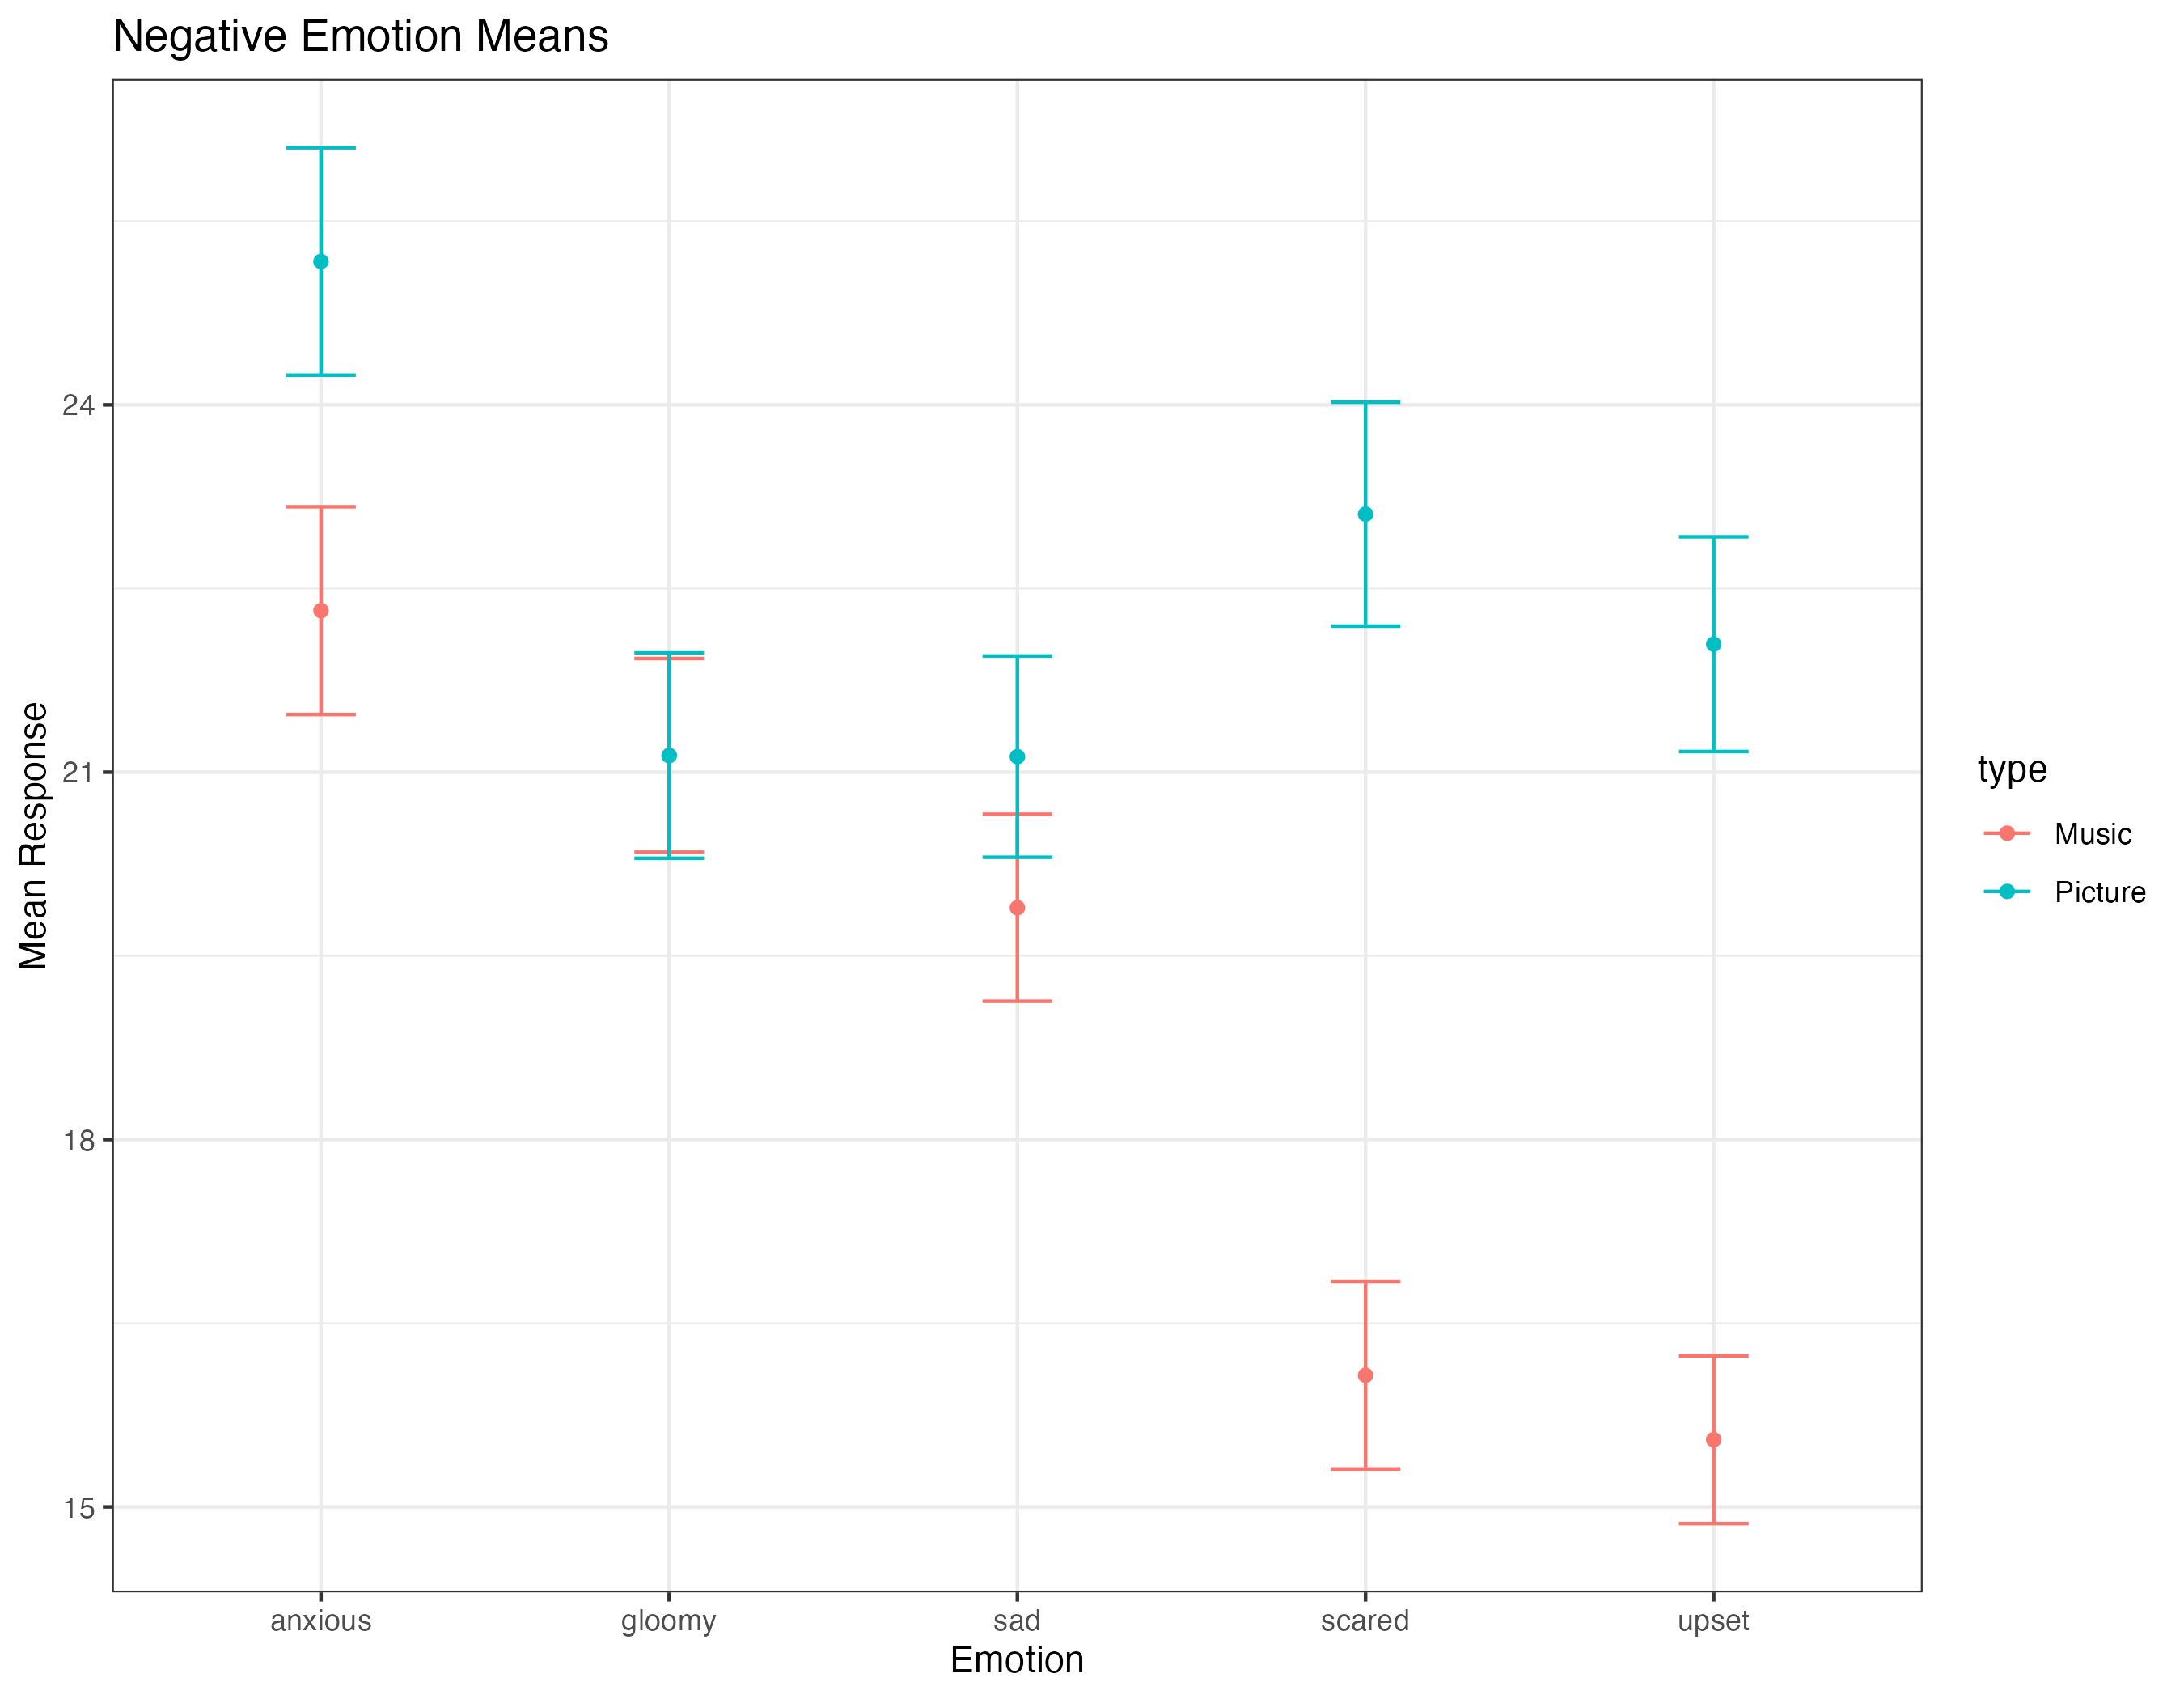 Negative Emotion Means
Mean Response
24
21
18
15
anxious gloomy sad scared upset
Emotion
type
Music
Picture